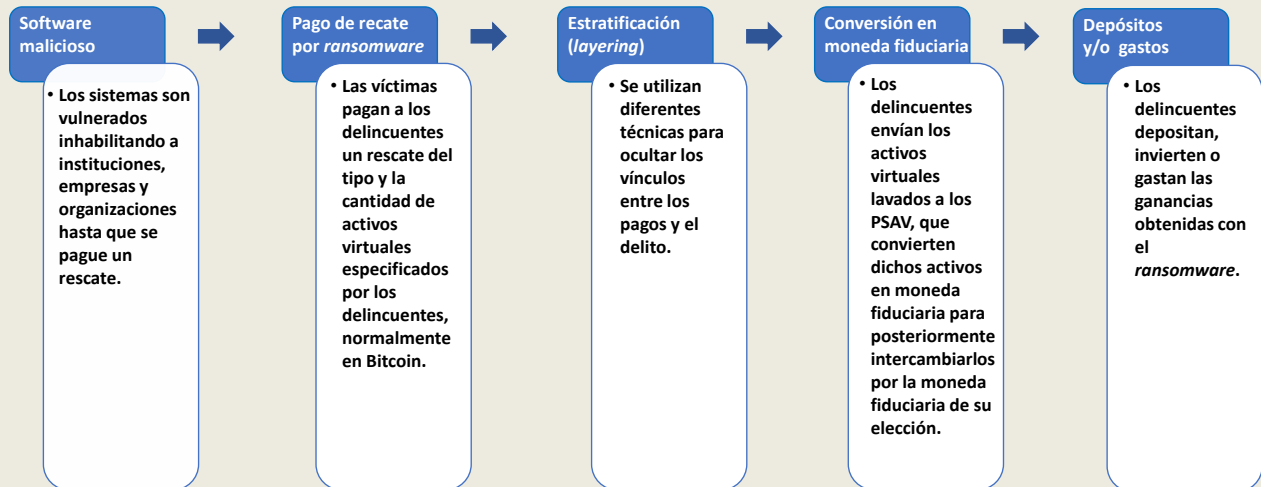 Software
malicioso
• Los sistemas son
vulnerados
inhabilitando a
instituciones,
empresas y
organizaciones
hasta que se
pague un
rescate.
Pago de recate
por ransomware
• Las víctimas
pagan a los
delincuentes
un rescate del
tipo y la
cantidad de
activos
virtuales
especificados
por los
delincuentes,
normalmente
en Bitcoin.
Estratificación
(layering)
• Se utilizan
diferentes
técnicas para
ocultar los
vínculos
entre los
pagos y el
delito.
Conversión en
moneda fiduciaria
• Los
delincuentes
envían los
activos
virtuales
lavados a los
PSAV, que
convierten
dichos activos
en moneda
fiduciaria para
posteriormente
intercambiarlos
por la moneda
fiduciaria de su
elección.
Depósitos
y/o gastos
• Los
delincuentes
depositan,
invierten o
gastan las
ganancias
obtenidas con
el
ransomware.